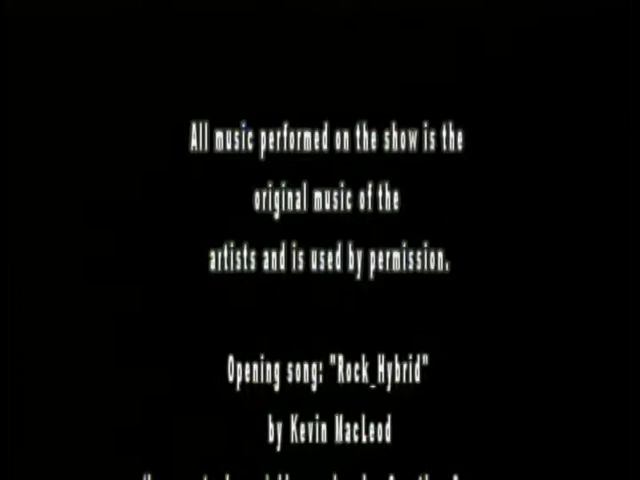 All music performed on the show is the
original music of the
artists and is used by permission.
Opening song: "Rock_Hybrid"
by Kevin MacLeod